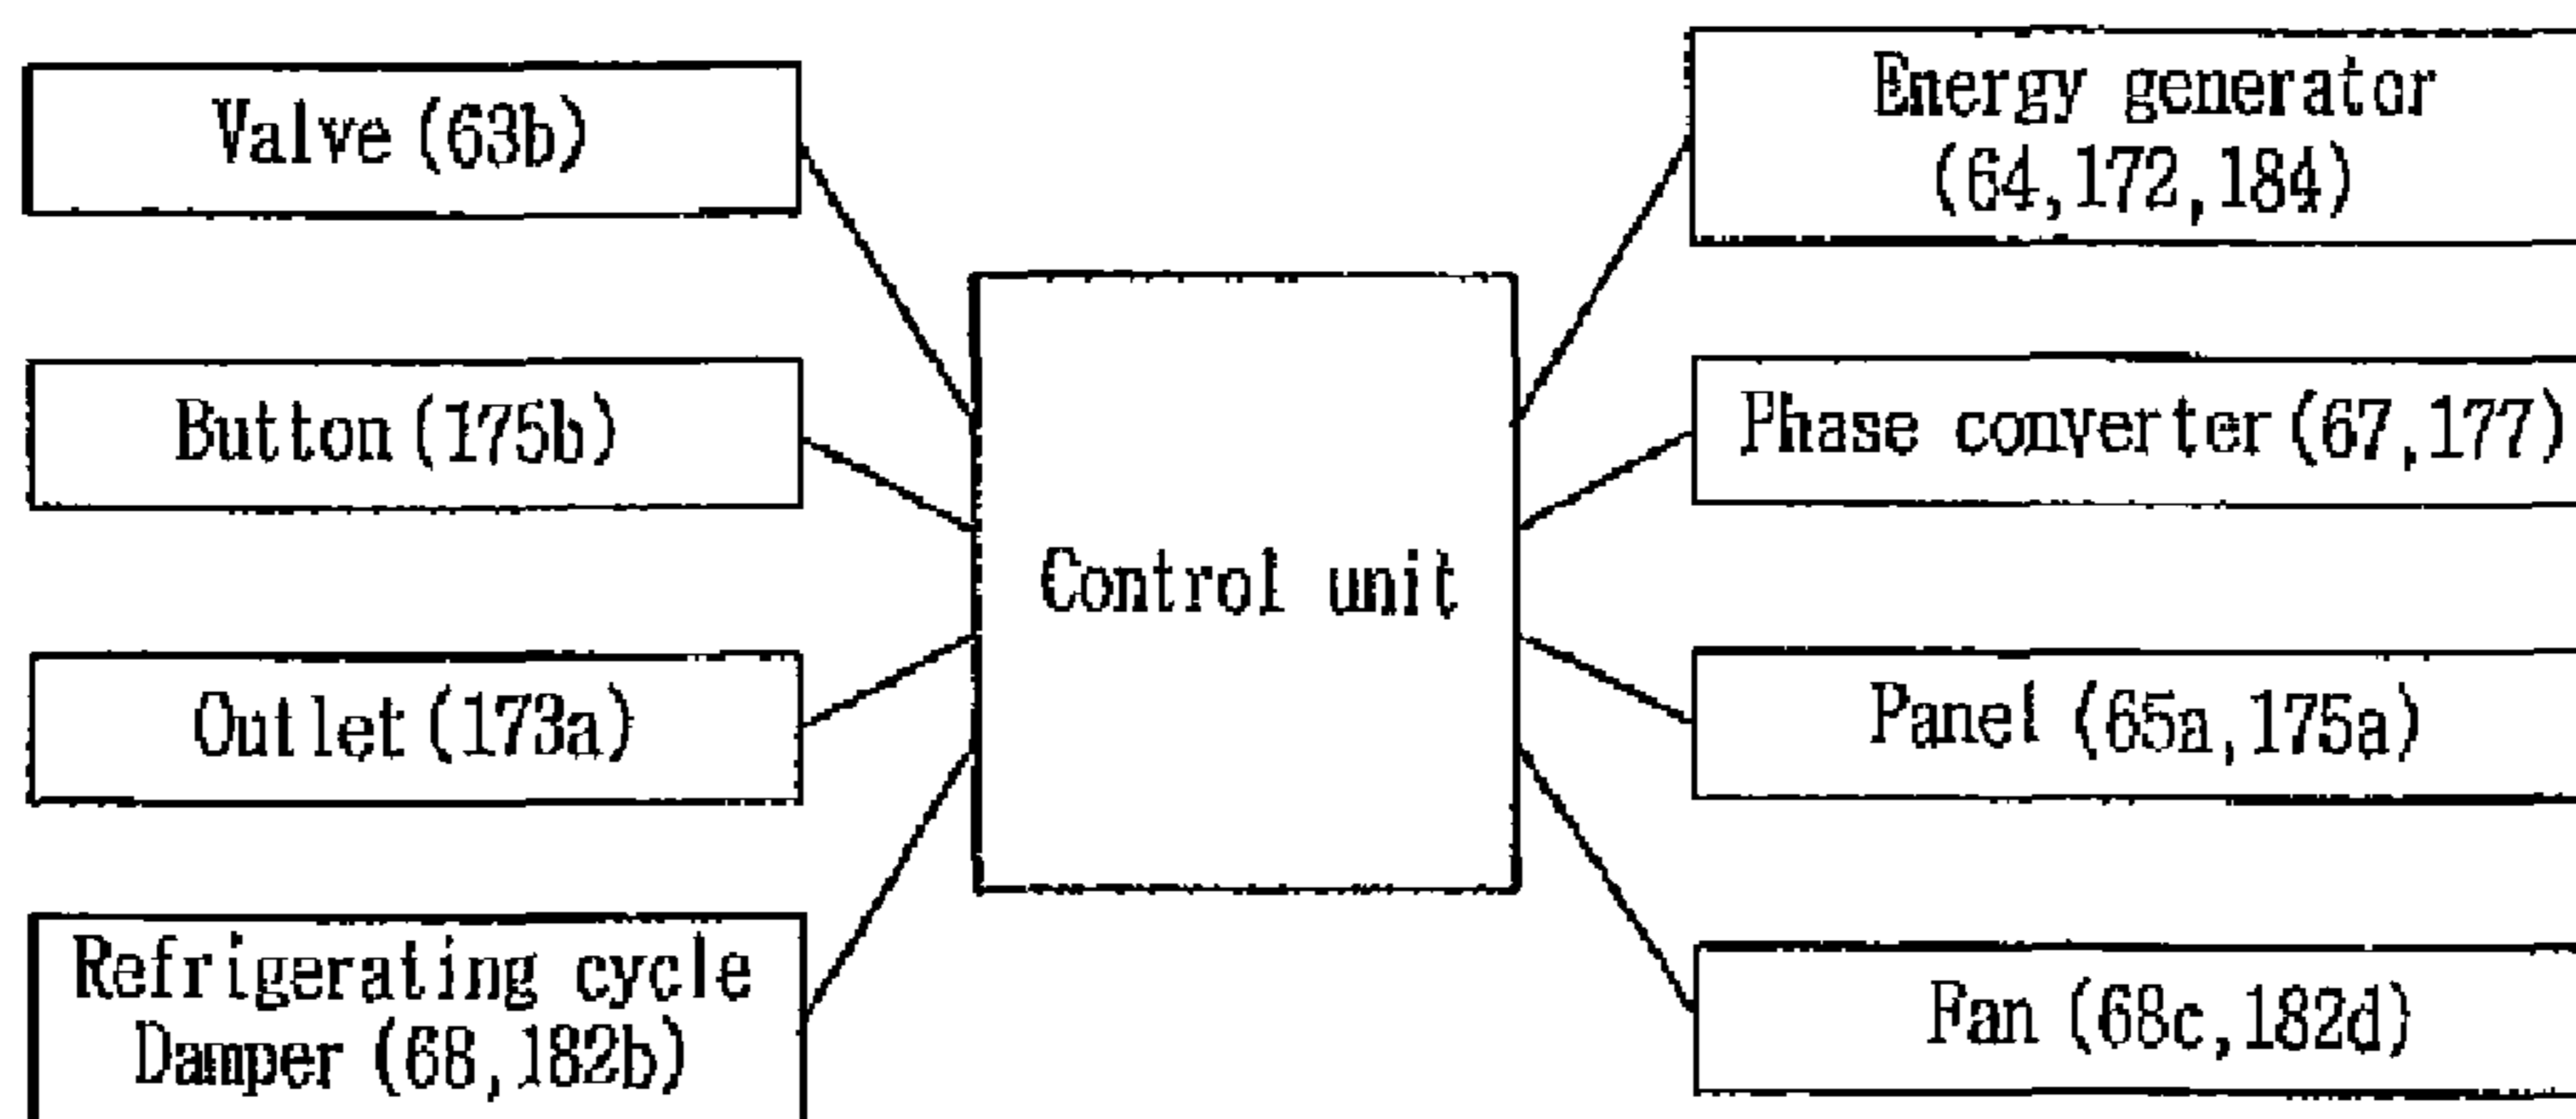 Valve (63b)
Button (175b)
Outlet (173a)
Refrigerating cycle
Damper (68,182b)
Control unit
Energy generator
(64,172,184)
Phase converter (67,177)
Panel (65a,175a)
Fan (68c,182d)